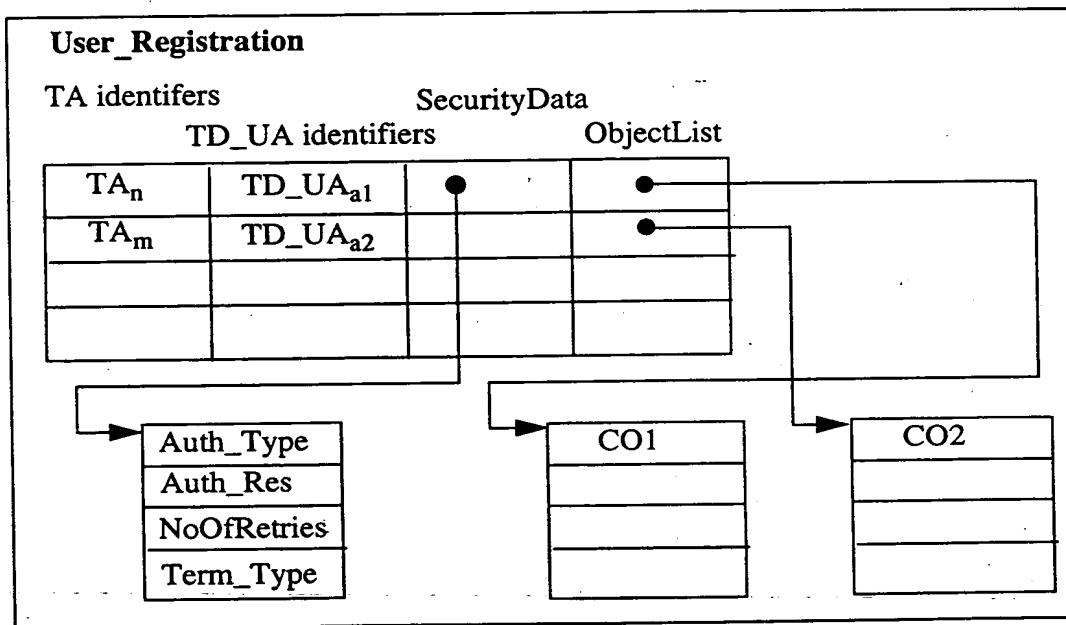 User_Registration
TA identifers
SecurityData
TD_UA identifiers
ObjectList
TAn TD_UAa1
TAm TD_UAa2
Auth_Type
Auth_Res
NoOfRetries
Term_Type
CO1
CO2